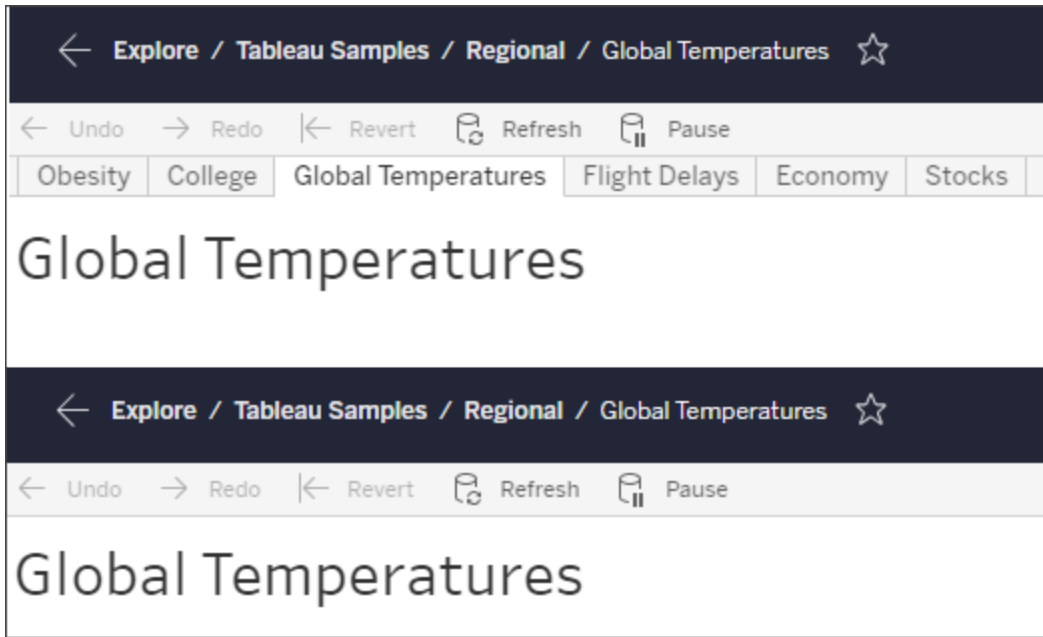 Explore / Tableau Samples / Regional / Global Temperatures
Undo Redo Revert Refresh Pause
Obesity College Global Temperatures Flight Delays Economy Stocks
Global Temperatures
Explore / Tableau Samples / Regional / Global Temperatures
Undo Redo Revert Refresh Pause
Global Temperatures